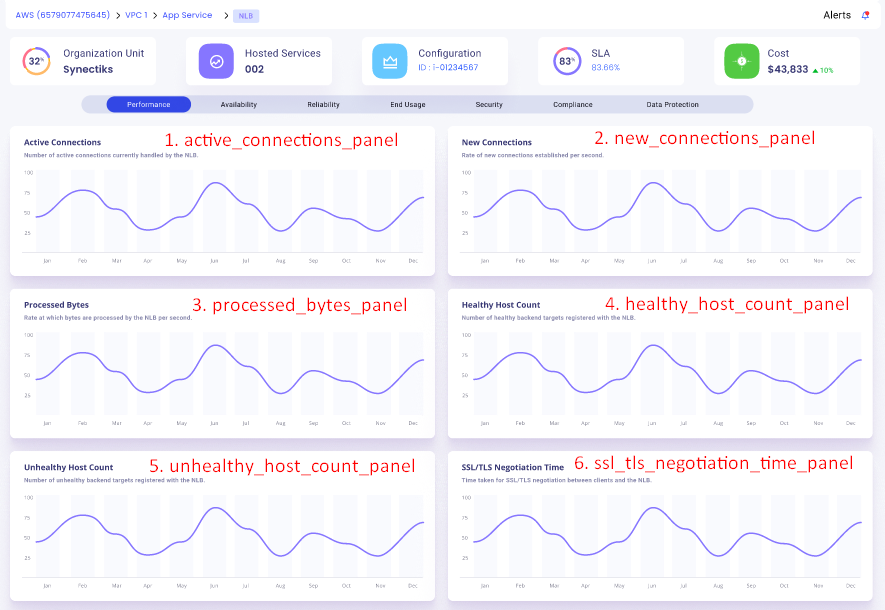 AWS (6579077475645) > VPC 1 > App Service > NLB
Alerts
32%
Organization Unit
Synectiks
Hosted Services
002
Configuration
ID : i-01234567
83%
SLA
83.66%
Cost
$43,833 ▲ 10%
Performance Availability Reliability End Usage Security Compliance Data Protection
Active Connections
1. active_connections_panel
Number of active connections currently handled by the NLB.
100
75
50
25
Jan Feb Mar Apr May Jun Jul Aug Sep Oct Nov Dec
New Connections
2. new_connections_panel
Rate of new connections established per second.
100
75
50
25
Jan Feb Mar Apr May Jun Jul Aug Sep Oct Nov Dec
Processed Bytes
3. processed_bytes_panel
Rate at which bytes are processed by the NLB per second.
100
75
50
25
Jan Feb Mar Apr May Jun Jul Aug Sep Oct Nov Dec
Healthy Host Count
4. healthy_host_count_panel
Number of healthy backend targets registered with the NLB.
100
75
50
25
Jan Feb Mar Apr May Jun Jul Aug Sep Oct Nov Dec
Unhealthy Host Count
5. unhealthy_host_count_panel
Number of unhealthy backend targets registered with the NLB.
100
75
50
25
Jan Feb Mar Apr May Jun Jul Aug Sep Oct Nov Dec
SSL/TLS Negotiation Time
6. ssl_tls_negotiation_time_panel
Time taken for SSL/TLS negotiation between clients and the NLB.
100
75
50
25
Jan Feb Mar Apr May Jun Jul Aug Sep Oct Nov Dec